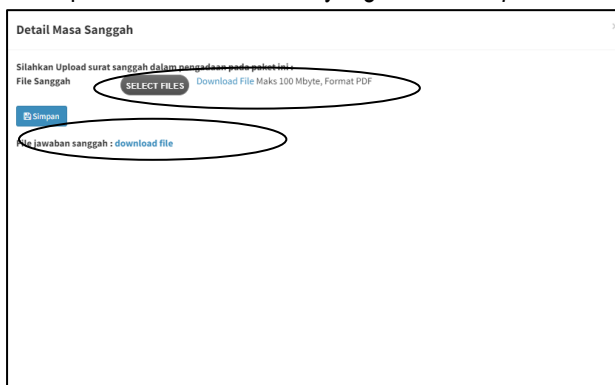 Detail Masa Sanggah
Silahkan Upload surat sanggah dalam pengadaan pada paket ini :
File Sanggah SELECT FILES Download File Maks 100 Mbyte, Format PDF
Simpan
File jawaban sanggah : download file